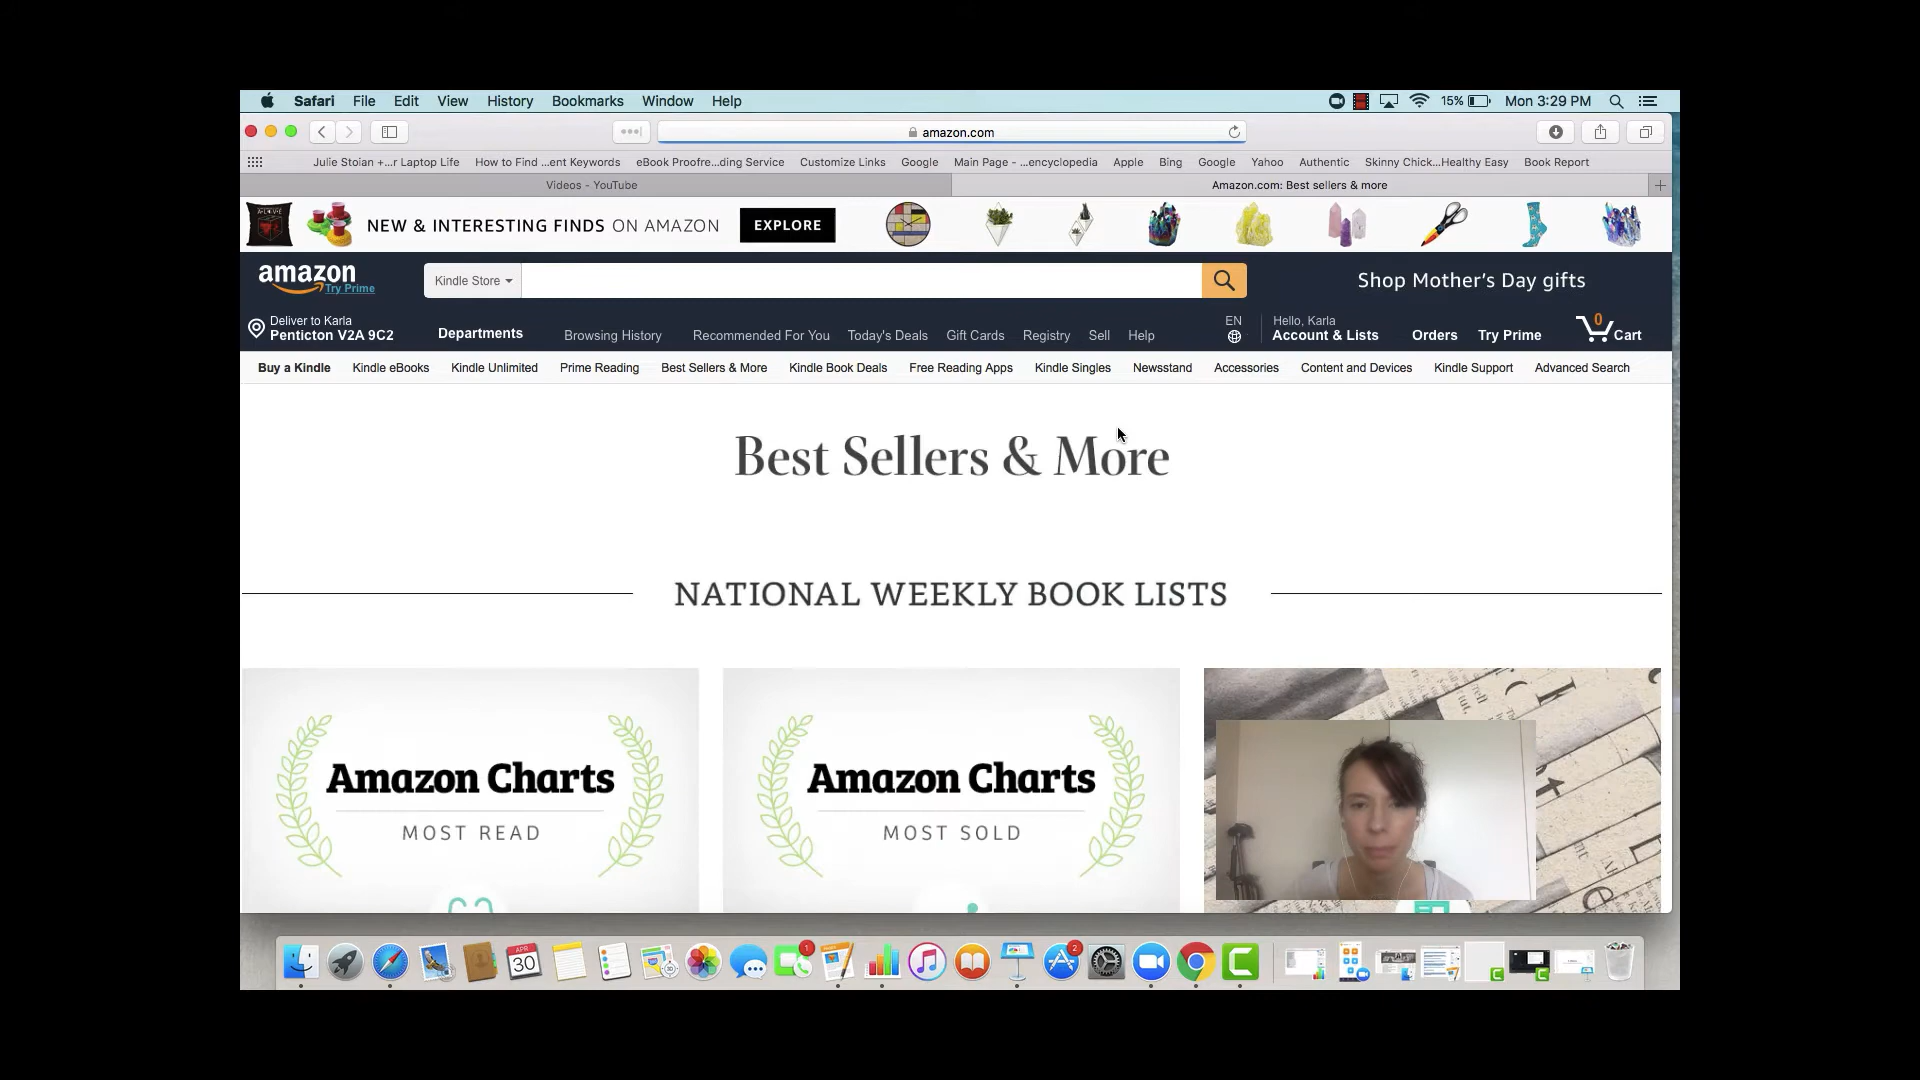 Safari File Edit View History Bookmarks Window Help 15% Mon 3:29 PM
amazon.com
Julie Stoian +...r Laptop Life How to Find ...ent Keywords eBook Proofre...ding Service Customize Links Google Main Page - ...encyclopedia Apple Bing Google Yahoo Authentic Skinny Chick...Healthy Easy Book Report
Videos - YouTube Amazon.com: Best sellers & more
NEW & INTERESTING FINDS ON AMAZON EXPLORE
amazon Try Prime Kindle Store Shop Mother's Day gifts
Deliver to Karla
Penticton V2A 9C2 Departments Browsing History Recommended For You Today's Deals Gift Cards Registry Sell Help EN Hello, Karla Account & Lists Orders Try Prime 0 Cart
Buy a Kindle Kindle eBooks Kindle Unlimited Prime Reading Best Sellers & More Kindle Book Deals Free Reading Apps Kindle Singles Newsstand Accessories Content and Devices Kindle Support Advanced Search
Best Sellers & More
NATIONAL WEEKLY BOOK LISTS
Amazon Charts Amazon Charts
MOST READ MOST SOLD
APR
30 1 2